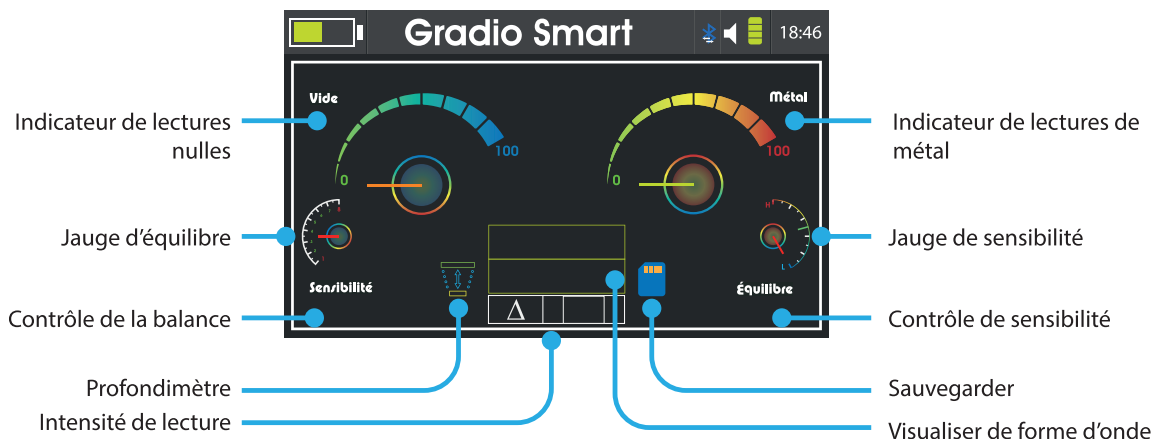 Gradio Smart
18:46
Vide
Métal
100
100
0
0
Sensibilité
Équilibre
H
L
Δ
Indicateur de lectures
nulles
Jauge d’équilibre
Contrôle de la balance
Profondimètre
Intensité de lecture
Indicateur de lectures de
métal
Jauge de sensibilité
Contrôle de sensibilité
Sauvegarder
Visualiser de forme d’onde